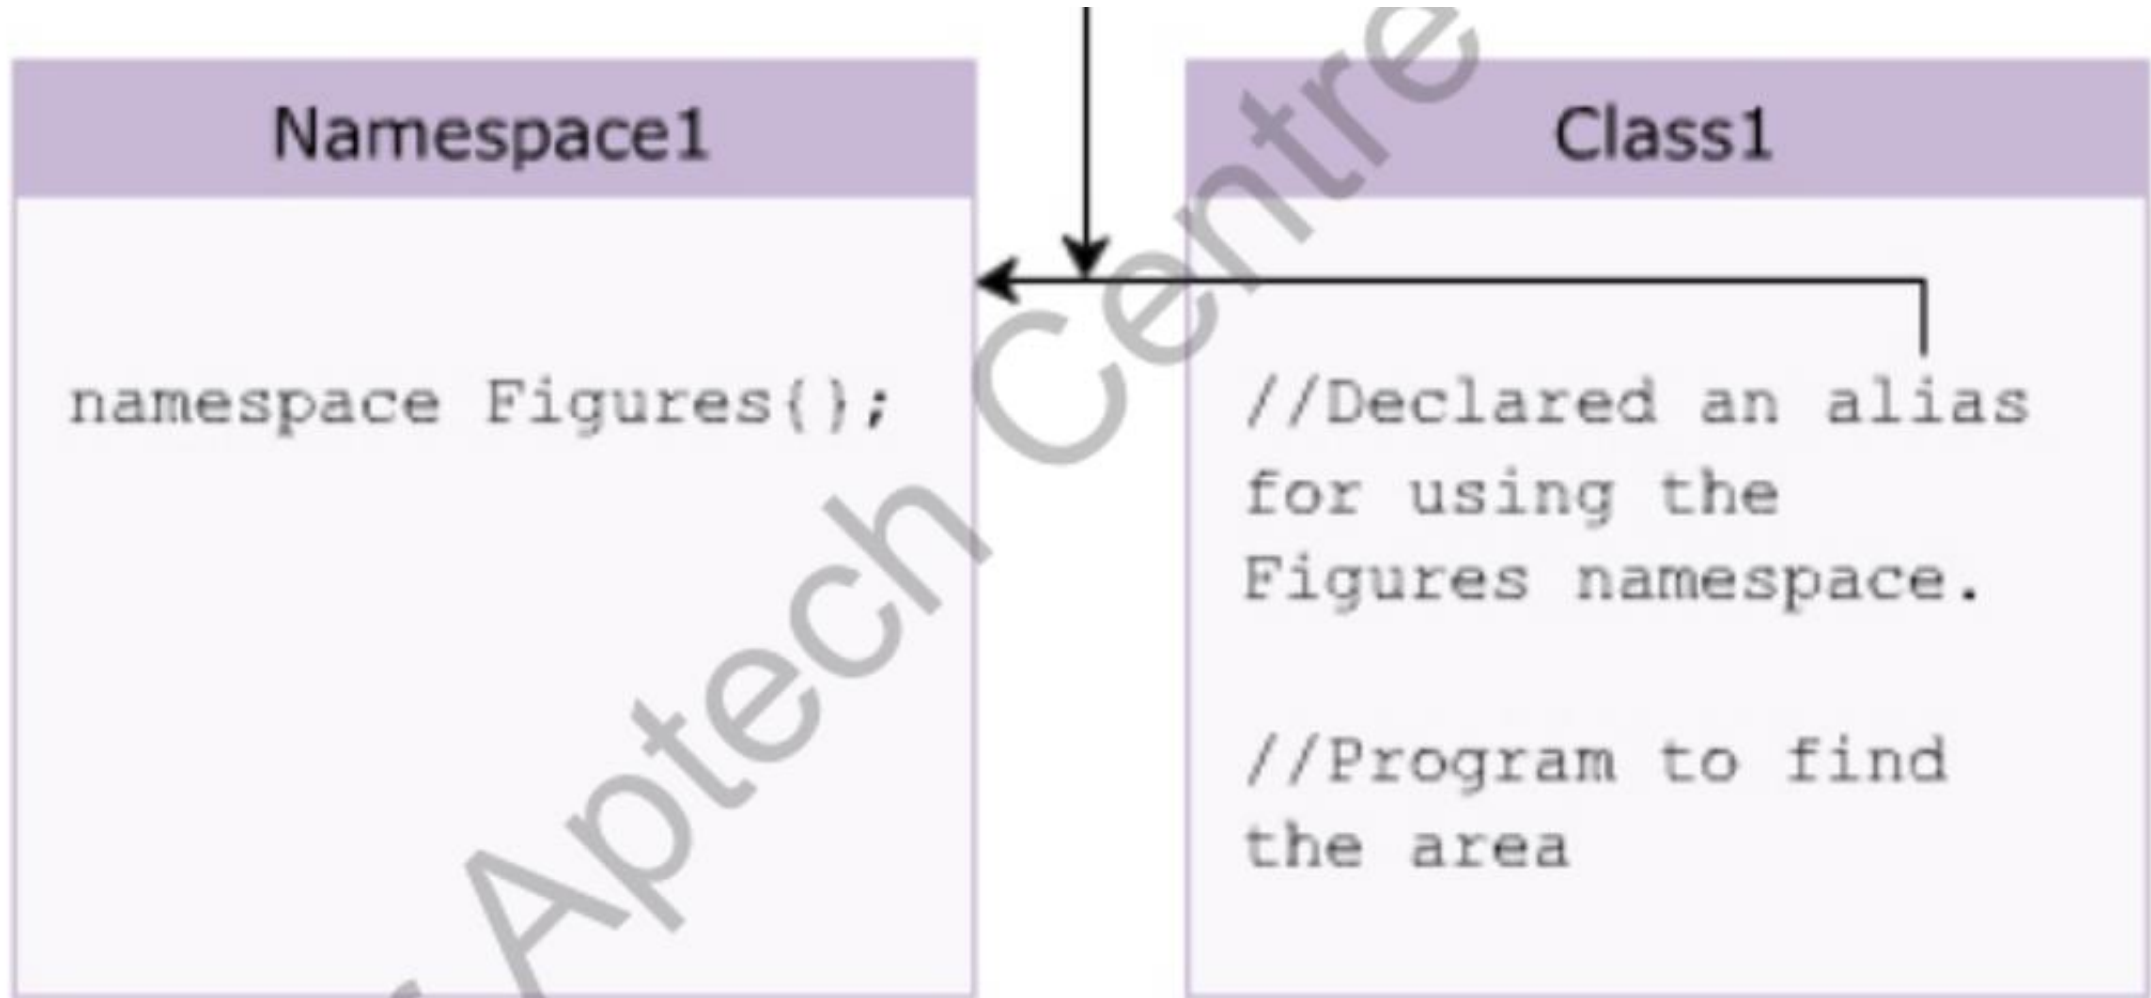 Namespace1
namespace Figures{};
Class1
//Declared an alias
for using the
Figures namespace.
//Program to find
the area
Aptech Centre